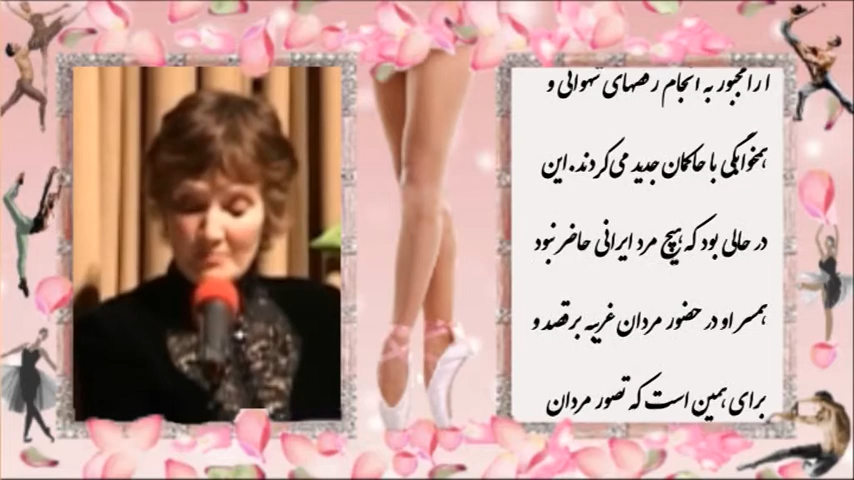 را مجبور به انجام رقصهای شهوانی و
همخوابگی با حاکمان جدید می‌کردند. این
در حالی بود که هیچ مرد ایرانی حاضر نبود
همسر او در حضور مردان غریبه برقصد و
برای همین است که تصور مردان